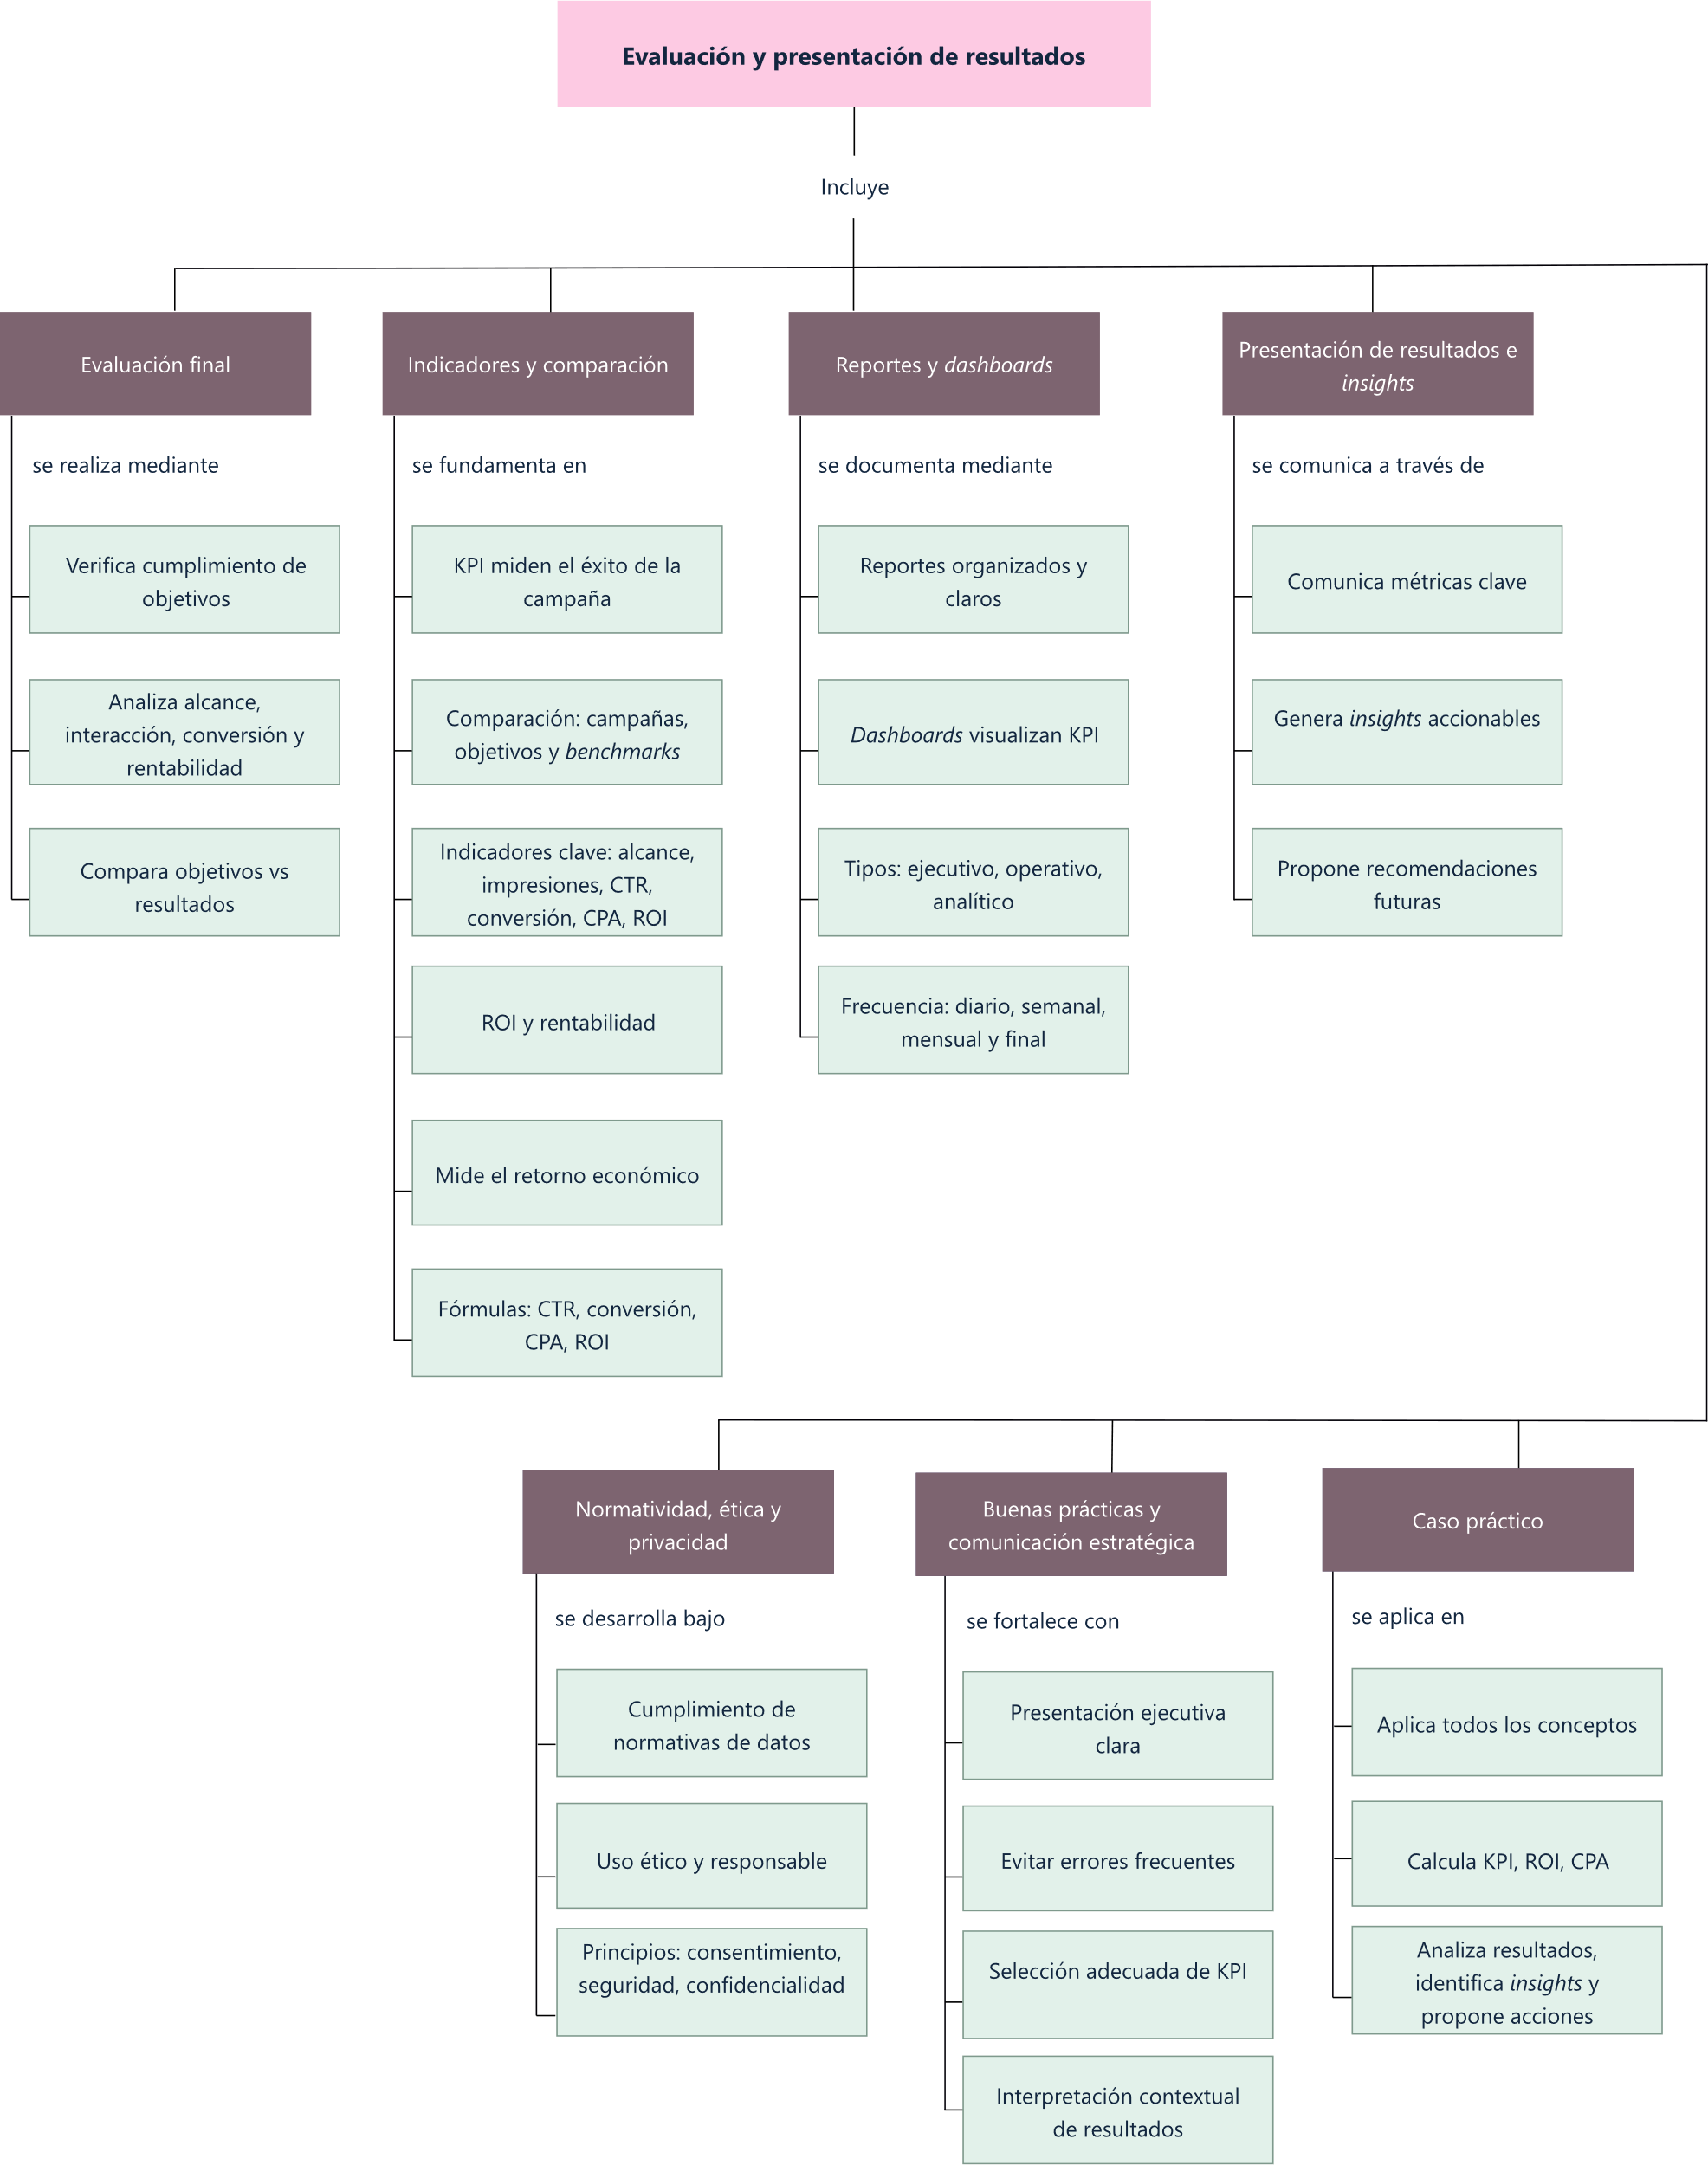 Evaluación y presentación de resultados
Incluye
Evaluación final
se realiza mediante
Verifica cumplimiento de
objetivos
Analiza alcance,
interacción, conversión y
rentabilidad
Compara objetivos vs
resultados
Indicadores y comparación
se fundamenta en
KPI miden el éxito de la
campaña
Comparación: campañas,
objetivos y benchmarks
Indicadores clave: alcance,
impresiones, CTR,
conversión, CPA, ROI
ROI y rentabilidad
Mide el retorno económico
Fórmulas: CTR, conversión,
CPA, ROI
Reportes y dashboards
se documenta mediante
Reportes organizados y
claros
Dashboards visualizan KPI
Tipos: ejecutivo, operativo,
analítico
Frecuencia: diario, semanal,
mensual y final
Presentación de resultados e
insights
se comunica a través de
Comunica métricas clave
Genera insights accionables
Propone recomendaciones
futuras
Normatividad, ética y
privacidad
se desarrolla bajo
Cumplimiento de
normativas de datos
Uso ético y responsable
Principios: consentimiento,
seguridad, confidencialidad
Buenas prácticas y
comunicación estratégica
se fortalece con
Presentación ejecutiva
clara
Evitar errores frecuentes
Selección adecuada de KPI
Interpretación contextual
de resultados
Caso práctico
se aplica en
Aplica todos los conceptos
Calcula KPI, ROI, CPA
Analiza resultados,
identifica insights y
propone acciones